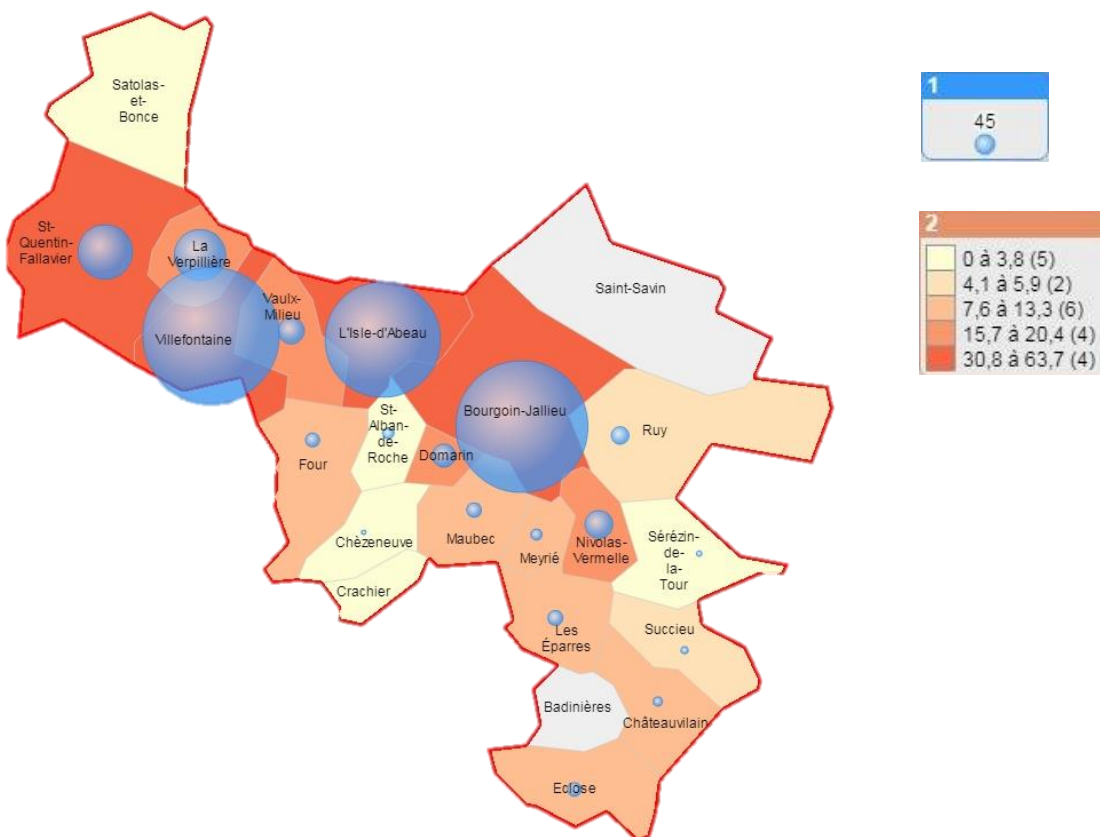 Satolas-
et-
Bonce
1
45
2
0 à 3,8 (5)
4,1 à 5,9 (2)
7,6 à 13,3 (6)
15,7 à 20,4 (4)
30,8 à 63,7 (4)
St-
Quentin-
Fallavier
La
Verpillière
Vaulx-
Milieu
Villefontaine
L'Isle-d'Abeau
Saint-Savin
Bourgoin-Jallieu
St-
Alban-
de-
Roche
Ruy
Four
Domarin
Chèzeneuve
Maubec
Meyrié
Nivolas-
Vermelle
Sérézin-
de-
la-
Tour
Crachier
Les
Éparres
Succieu
Badinières
Châteauvilain
Eclose